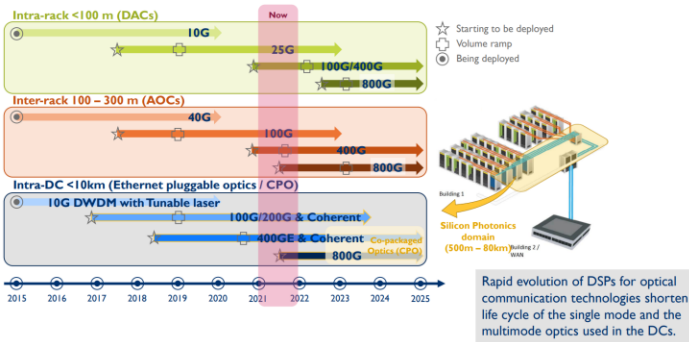 Intra-rack <100 m (DACs)
Now
10G
25G
100G/400G
800G
Starting to be deployed
Volume ramp
Being deployed
Inter-rack 100 – 300 m (AOCs)
40G
100G
400G
800G
Intra-DC <10km (Ethernet pluggable optics / CPO)
10G DWDM with Tunable laser
100G/200G & Coherent
400GE & Coherent
Co-packaged
Optics (CPO)
800G
Building 1
Silicon Photonics
domain
(500m – 80km)
Building 2 /
WAN
2015 2016 2017 2018 2019 2020 2021 2022 2023 2024 2025
Rapid evolution of DSPs for optical
communication technologies shorten
life cycle of the single mode and the
multimode optics used in the DCs.